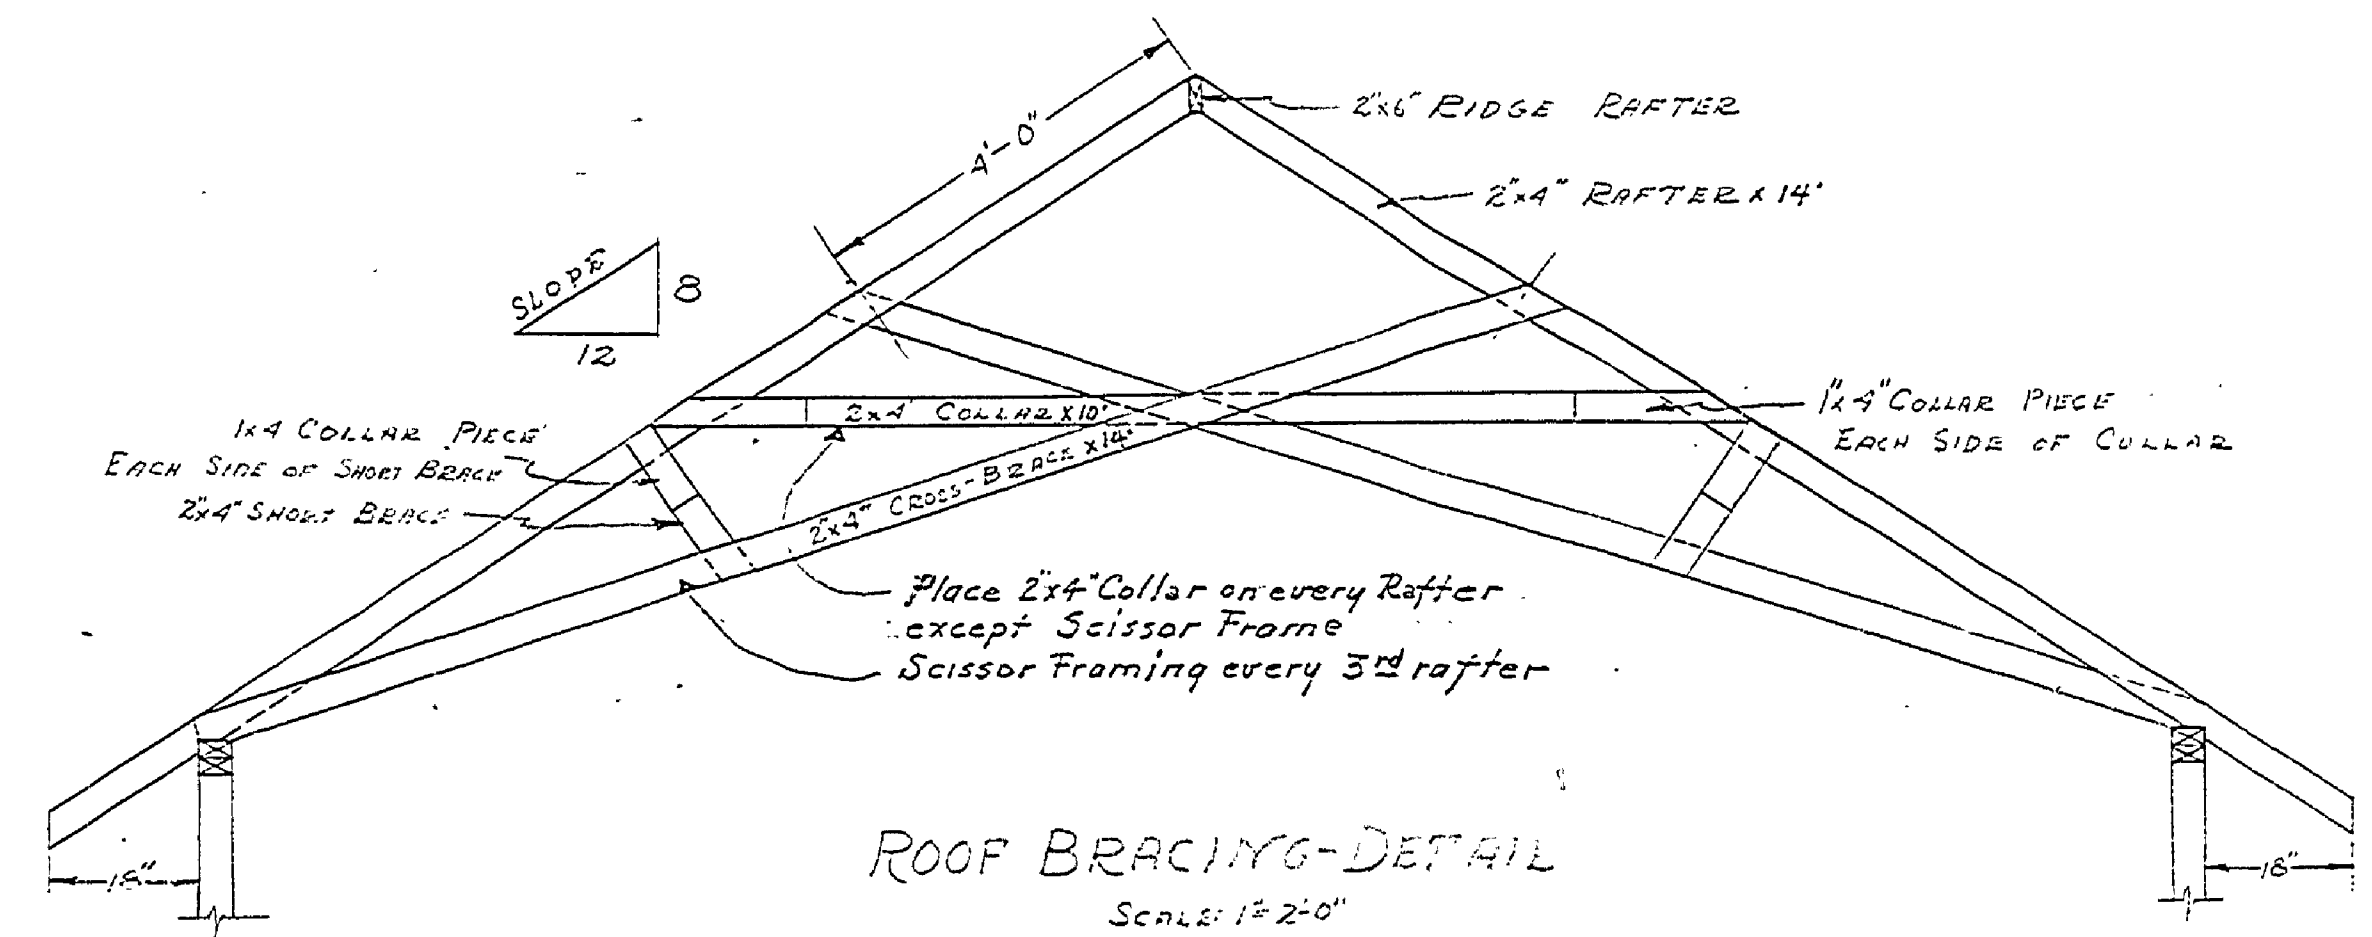 4'-0"
2"x6" RIDGE RAFTER
2"x4" RAFTER x 14'
SLOPE
8
12
1x4 COLLAR PIECE
EACH SIDE OF SHORT BRACE
2"x4" SHORT BRACE
2x4 COLLAR x10'
2"x4" CROSS-BRACE x14'
1"x4" COLLAR PIECE
EACH SIDE OF COLLAR
Place 2"x4" Collar on every Rafter
except Scissor Frame
Scissor Framing every 3rd rafter
18"
18"
ROOF BRACING-DETAIL
SCALE: 1"=2'-0"